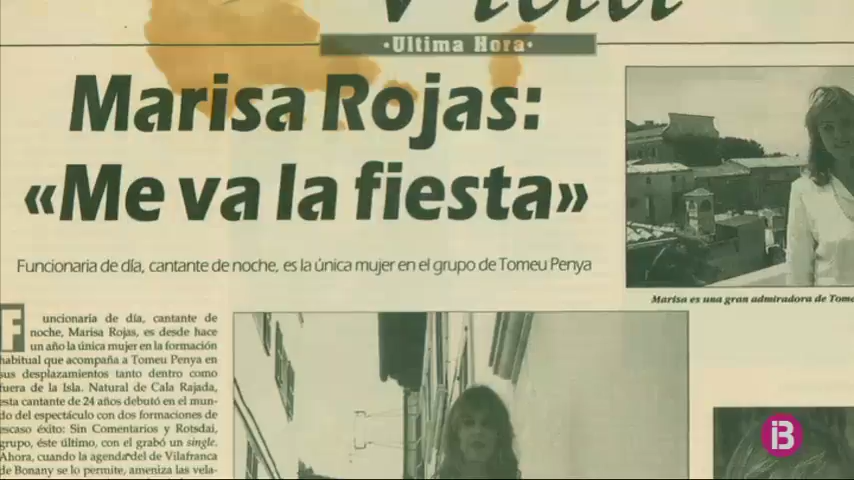 ·Ultima Hora·
Marisa Rojas:
«Me va la fiesta»
Funcionaria de día, cantante de noche, es la única mujer en el grupo de Tomeu Penya
Marisa es una gran admiradora de Tome
Funcionaria de día, cantante de
noche, Marisa Rojas, es desde hace
un año la única mujer en la formación
habitual que acompaña a Tomeu Penya en
sus desplazamientos tanto dentro como
fuera de la Isla. Natural de Cala Rajada,
esta cantante de 24 años debutó en el mun-
do del espectáculo con dos formaciones de
escaso éxito: Sin Comentarios y Rotsdai,
grupo, éste último, con el grabó un single.
Ahora, cuando la agenda del de Vilafranca
de Bonany se lo permite, ameniza las vela-
IB